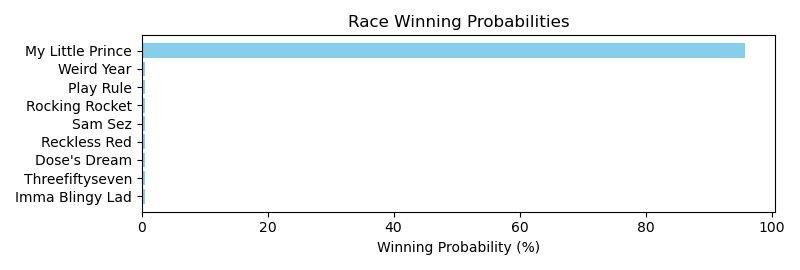 Race Winning Probabilities
My Little Prince
Weird Year
Play Rule
Rocking Rocket
Sam Sez
Reckless Red
Dose's Dream
Threefiftyseven
Imma Blingy Lad
0 20 40 60 80 100
Winning Probability (%)